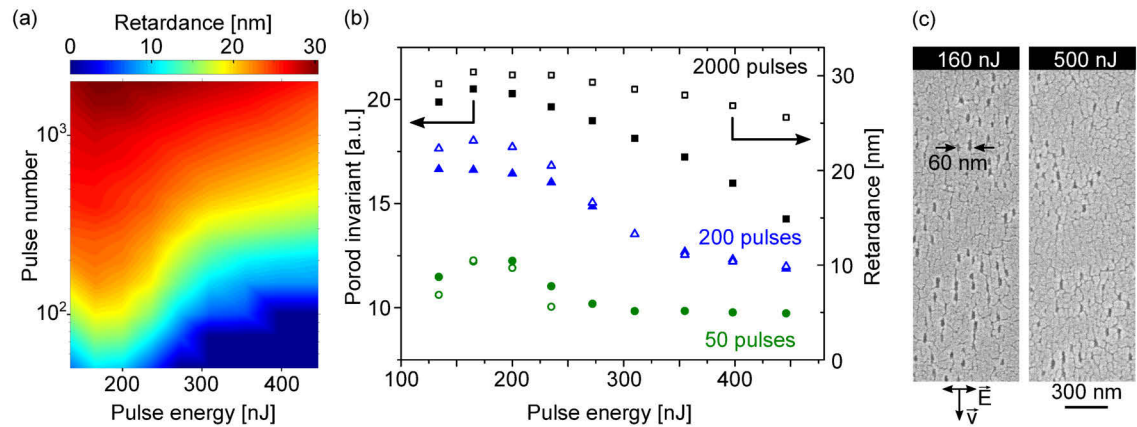 (a)
Retardance [nm]
0 10 20 30
Pulse number
10³
10²
200 300 400
Pulse energy [nJ]
(b)
Porod invariant [a.u.]
20
15
10
2000 pulses
200 pulses
50 pulses
30
20
10
0
Retardance [nm]
100 200 300 400
Pulse energy [nJ]
(c)
160 nJ 500 nJ
60 nm
E
v
300 nm